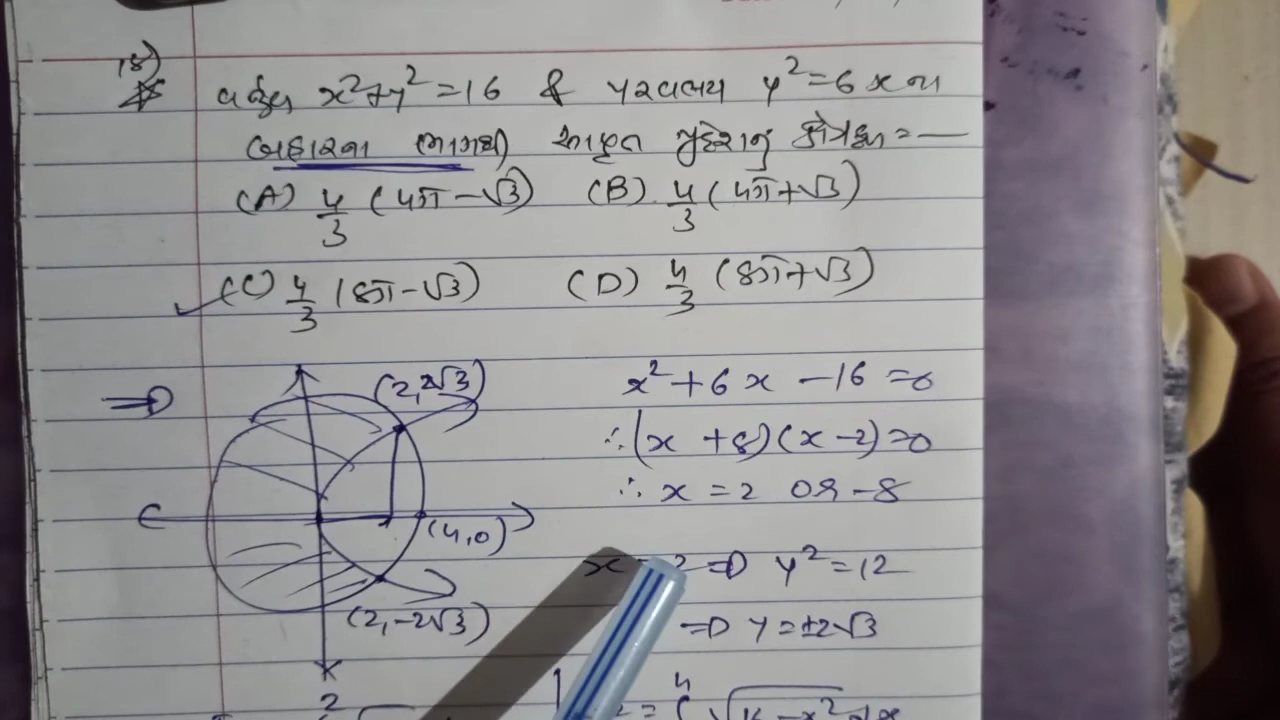 18)
વર્તુળ x²+y²=16 & પરવલય y²=6x ના
બહારના ભાગથી આવૃત્ત પ્રદેશનું ક્ષેત્રફળ = —
(A) 4/3 (4π-√3) (B) 4/3 (4π+√3)
(C) 4/3 (8π-√3) (D) 4/3 (8π+√3)
(2,2√3)
(4,0)
(2,-2√3)
x²+6x-16=0
∴(x+8)(x-2)=0
∴ x=2 OR -8
⇒ y²=12
⇒ y=±2√3